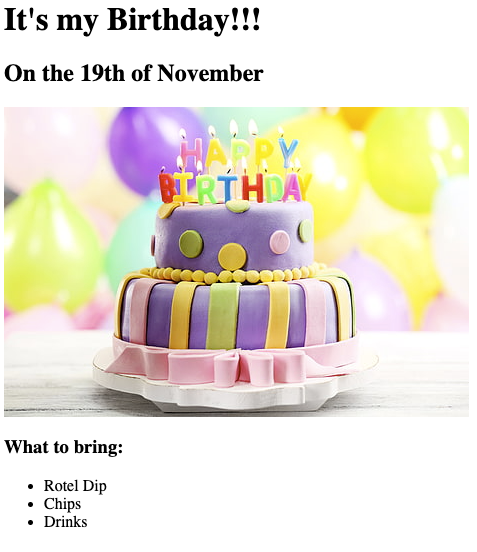 It's my Birthday!!!
On the 19th of November
HAPPY
BIRTHDAY
What to bring:
Rotel Dip
Chips
Drinks